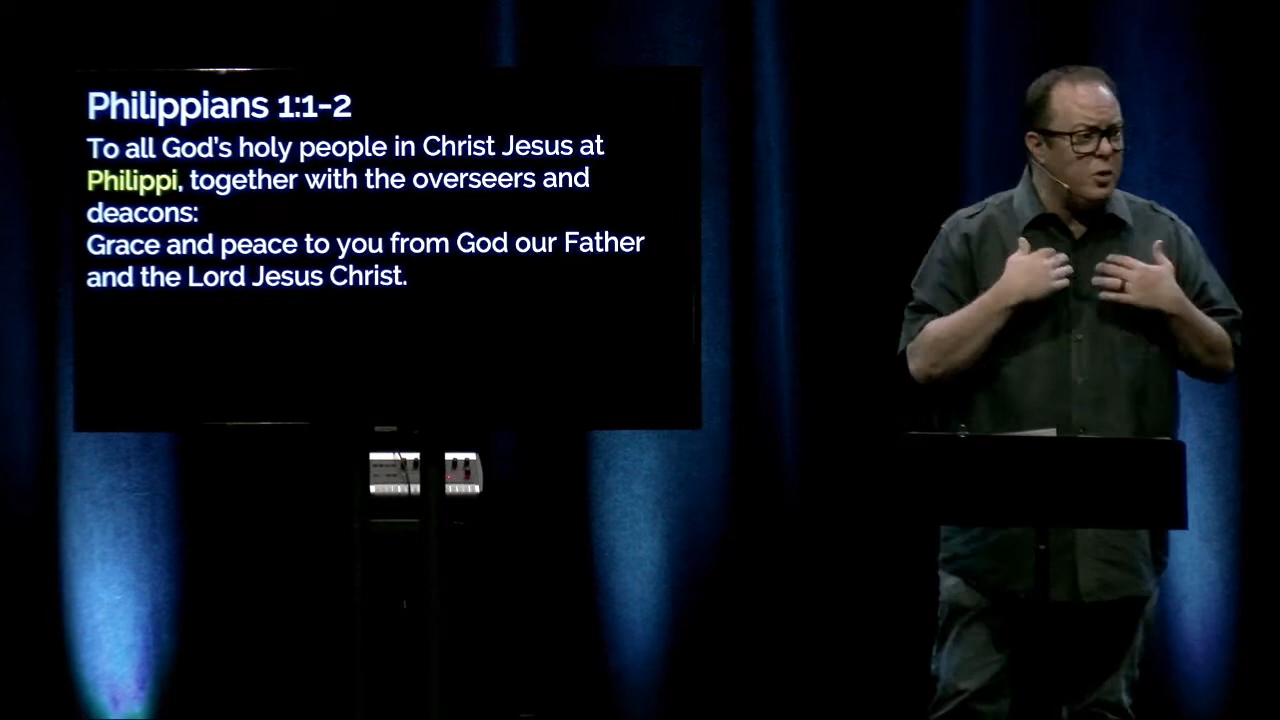 Philippians 1:1-2
To all God's holy people in Christ Jesus at
Philippi, together with the overseers and
deacons:
Grace and peace to you from God our Father
and the Lord Jesus Christ.